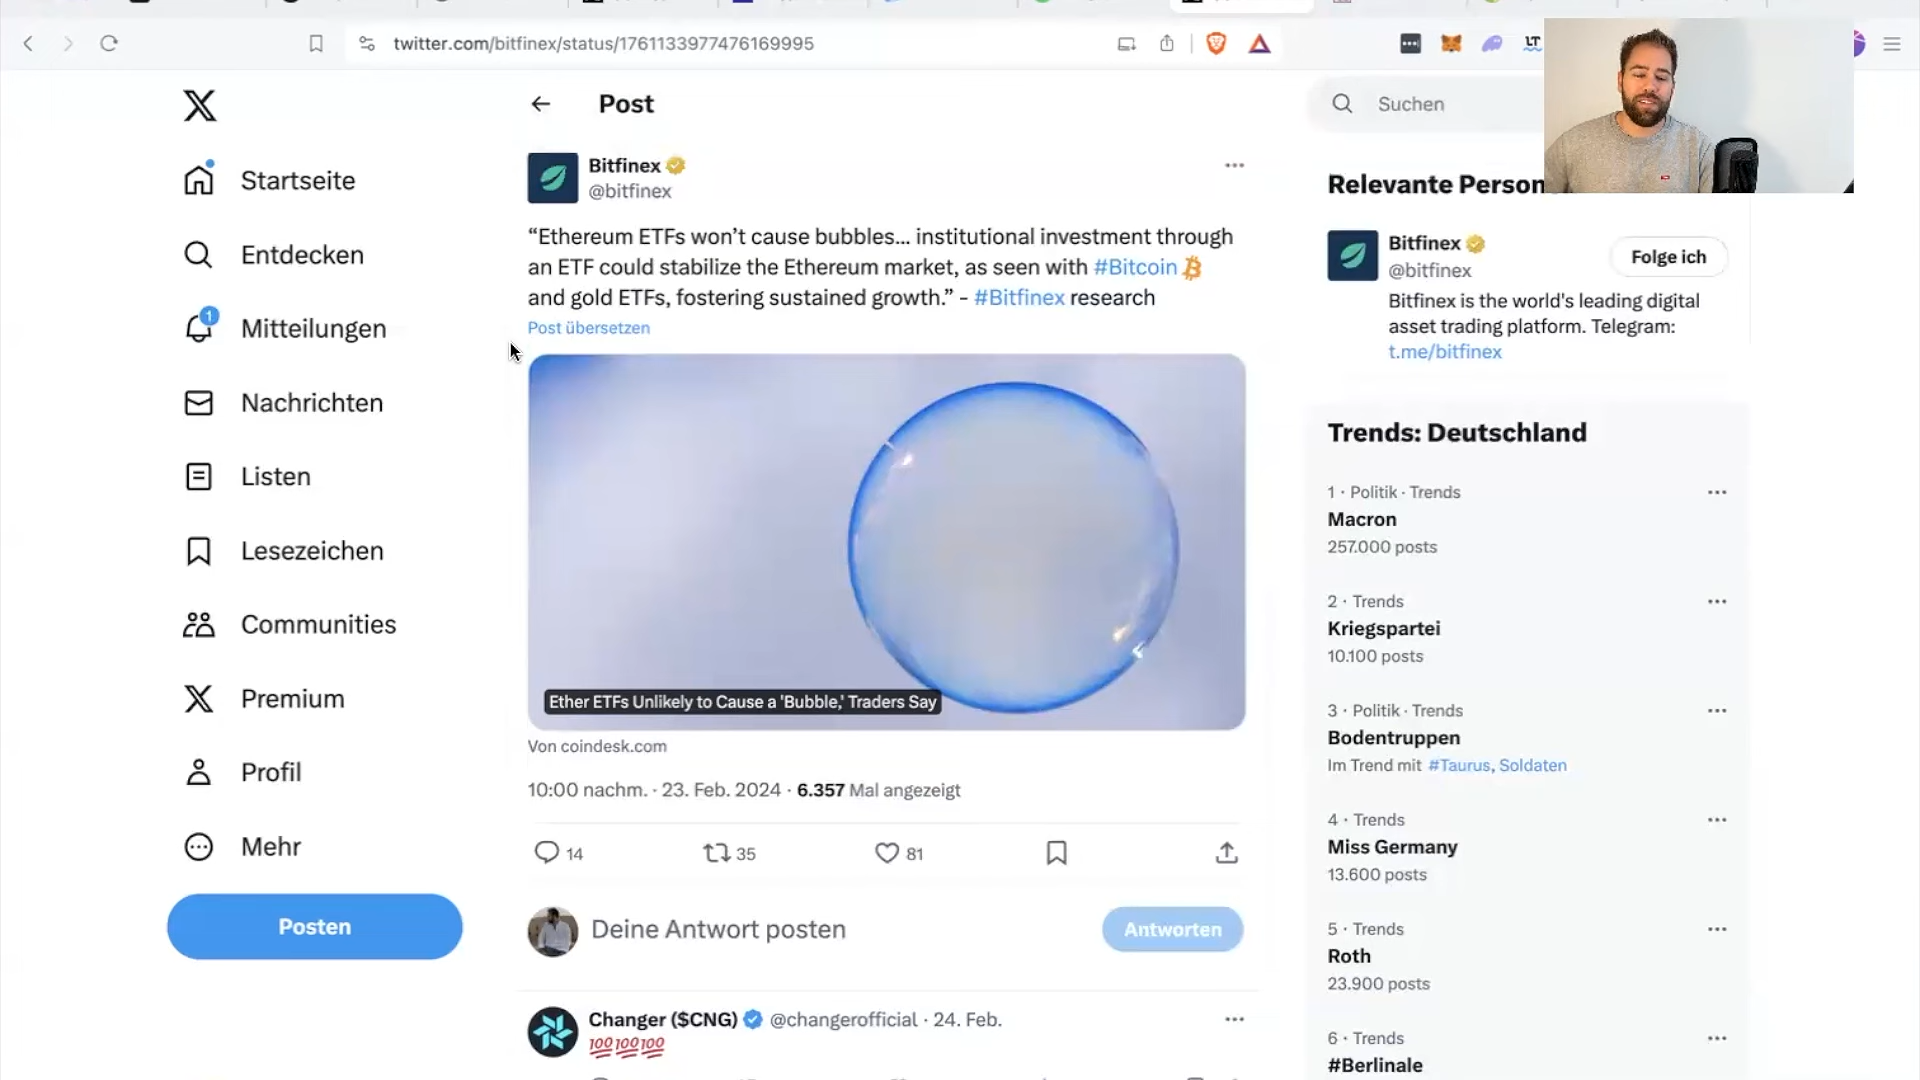 twitter.com/bitfinex/status/1761133977476169995
LT
Startseite
Entdecken
1
Mitteilungen
Nachrichten
Listen
Lesezeichen
Communities
Premium
Profil
Mehr
Posten
Post
Bitfinex
@bitfinex
“Ethereum ETFs won’t cause bubbles... institutional investment through
an ETF could stabilize the Ethereum market, as seen with #Bitcoin
and gold ETFs, fostering sustained growth.” - #Bitfinex research
Post übersetzen
Ether ETFs Unlikely to Cause a 'Bubble,' Traders Say
Von coindesk.com
10:00 nachm. · 23. Feb. 2024 · 6.357 Mal angezeigt
14 35 81
Deine Antwort posten
Antworten
Changer ($CNG) @changerofficial · 24. Feb.
💯💯💯
Suchen
Relevante Person
Bitfinex
@bitfinex
Folge ich
Bitfinex is the world's leading digital
asset trading platform. Telegram:
t.me/bitfinex
Trends: Deutschland
1 · Politik · Trends
Macron
257.000 posts
2 · Trends
Kriegspartei
10.100 posts
3 · Politik · Trends
Bodentruppen
Im Trend mit #Taurus, Soldaten
4 · Trends
Miss Germany
13.600 posts
5 · Trends
Roth
23.900 posts
6 · Trends
#Berlinale